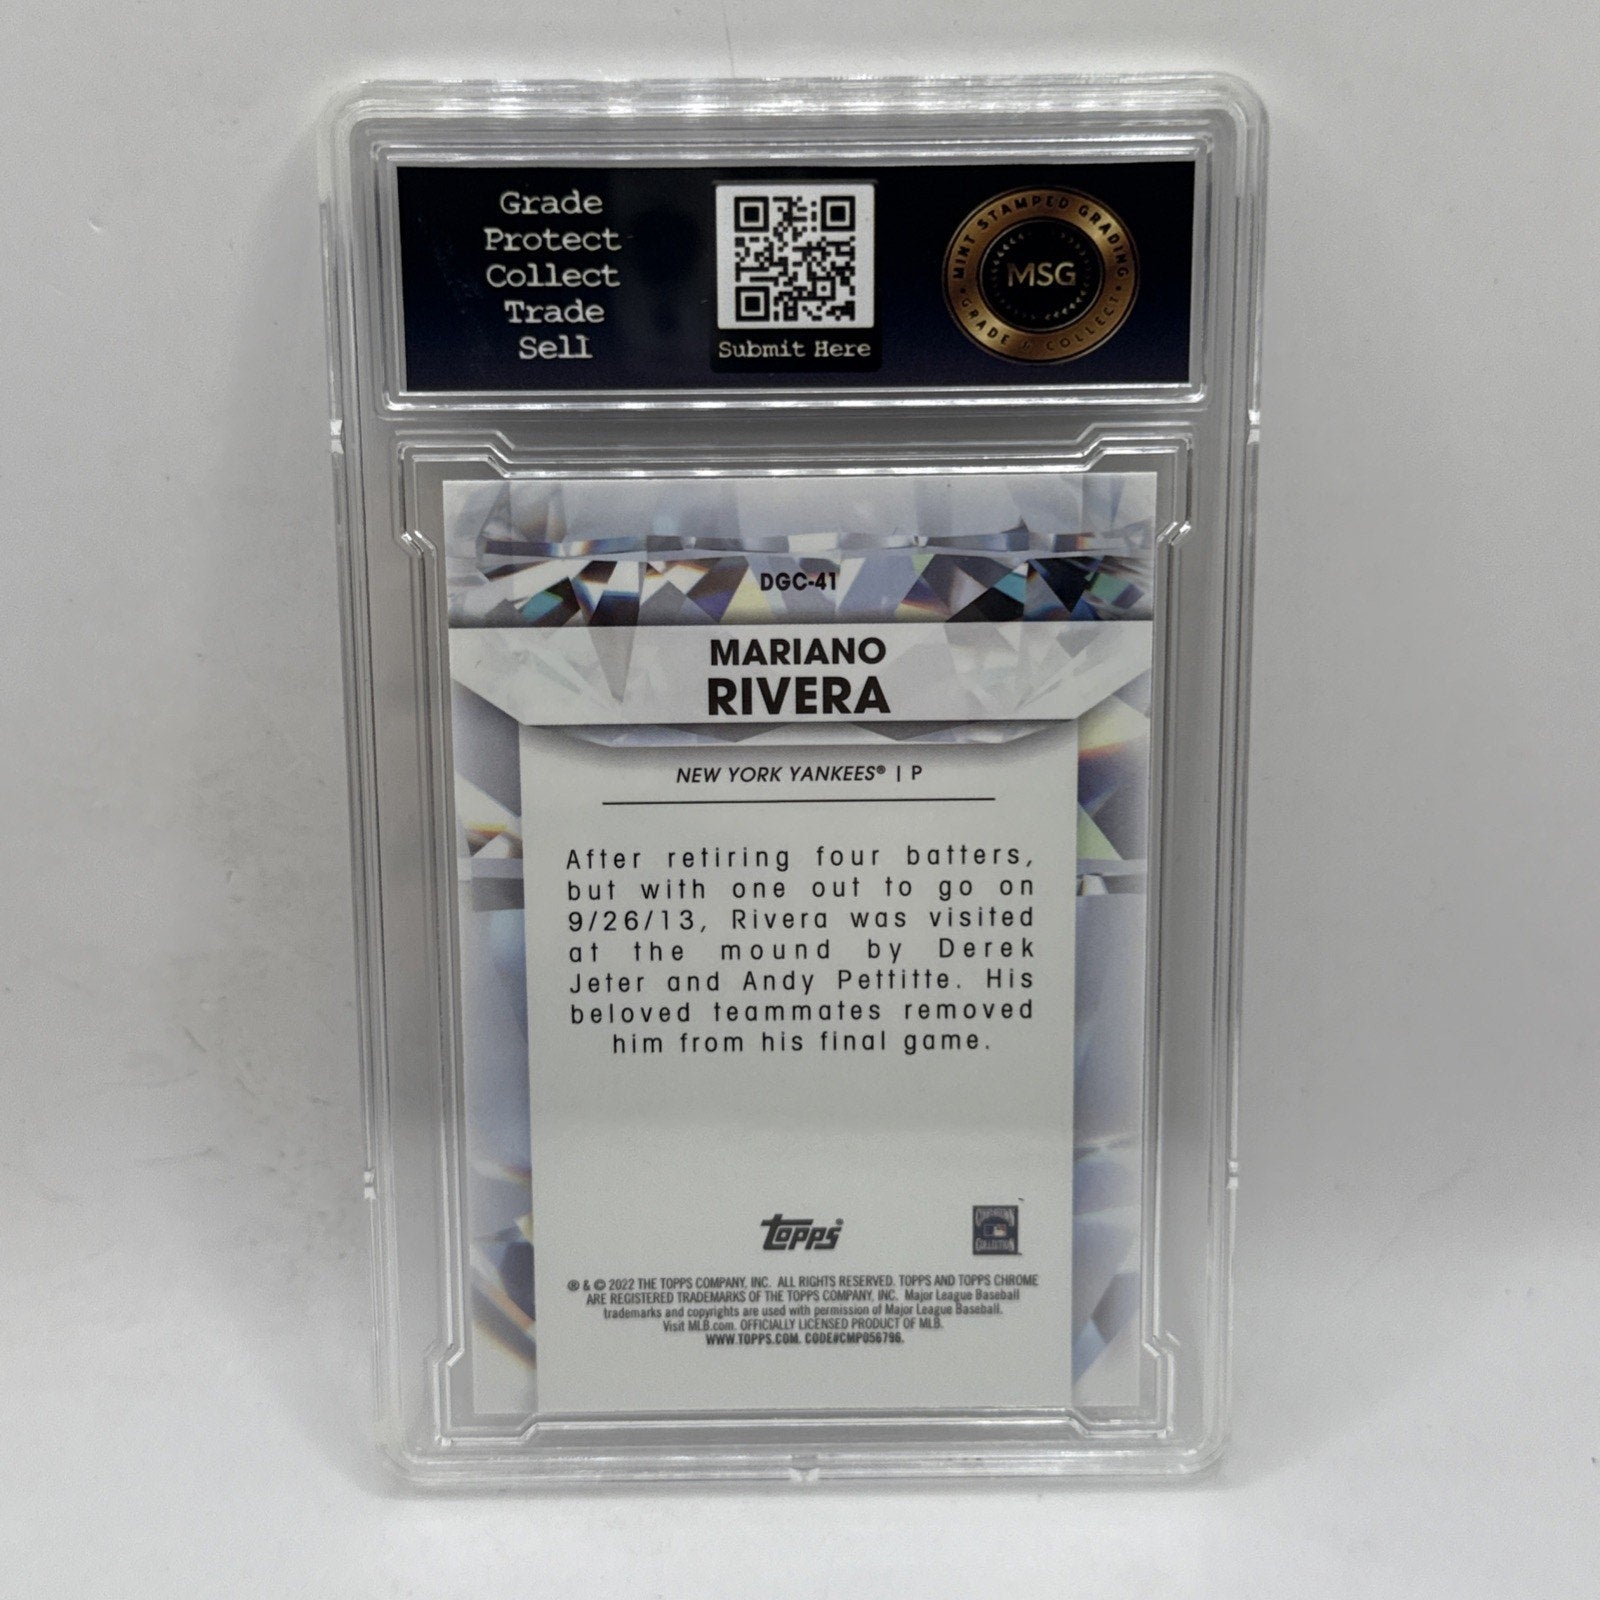 Grade
Protect
Collect
Trade
Sell
Submit Here
MINT STAMPED GRADING
MSG
GRADE & COLLECT
DGC-41
MARIANO
RIVERA
NEW YORK YANKEES® | P
After retiring four batters,
but with one out to go on
9/26/13, Rivera was visited
at the mound by Derek
Jeter and Andy Pettitte. His
beloved teammates removed
him from his final game.
Topps®
COOPERSTOWN
COLLECTION
® & © 2022 THE TOPPS COMPANY, INC. ALL RIGHTS RESERVED. TOPPS AND TOPPS CHROME
ARE REGISTERED TRADEMARKS OF THE TOPPS COMPANY, INC. Major League Baseball
trademarks and copyrights are used with permission of Major League Baseball.
Visit MLB.com. OFFICIALLY LICENSED PRODUCT OF MLB.
WWW.TOPPS.COM. CODE#CMP056796.